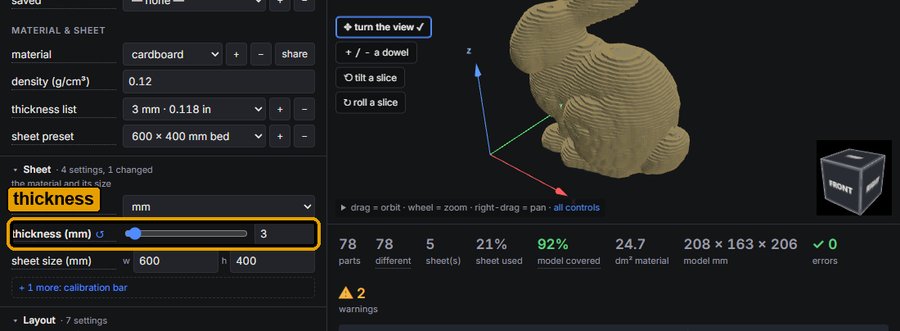 saved — none —
MATERIAL & SHEET
material cardboard + − share
density (g/cm³) 0.12
thickness list 3 mm · 0.118 in + −
sheet preset 600 × 400 mm bed + −
Sheet · 4 settings, 1 changed
the material and its size
thickness
mm
thickness (mm) 3
sheet size (mm) w 600 h 400
+ 1 more: calibration bar
Layout · 7 settings
✥ turn the view ✓
+ / - a dowel
tilt a slice
↻ roll a slice
Z
Y
FRONT
▶ drag = orbit · wheel = zoom · right-drag = pan · all controls
78 78 5 21% 92% 24.7 208 × 163 × 206 ✓ 0
parts different sheet(s) sheet used model covered dm² material model mm errors
⚠ 2
warnings